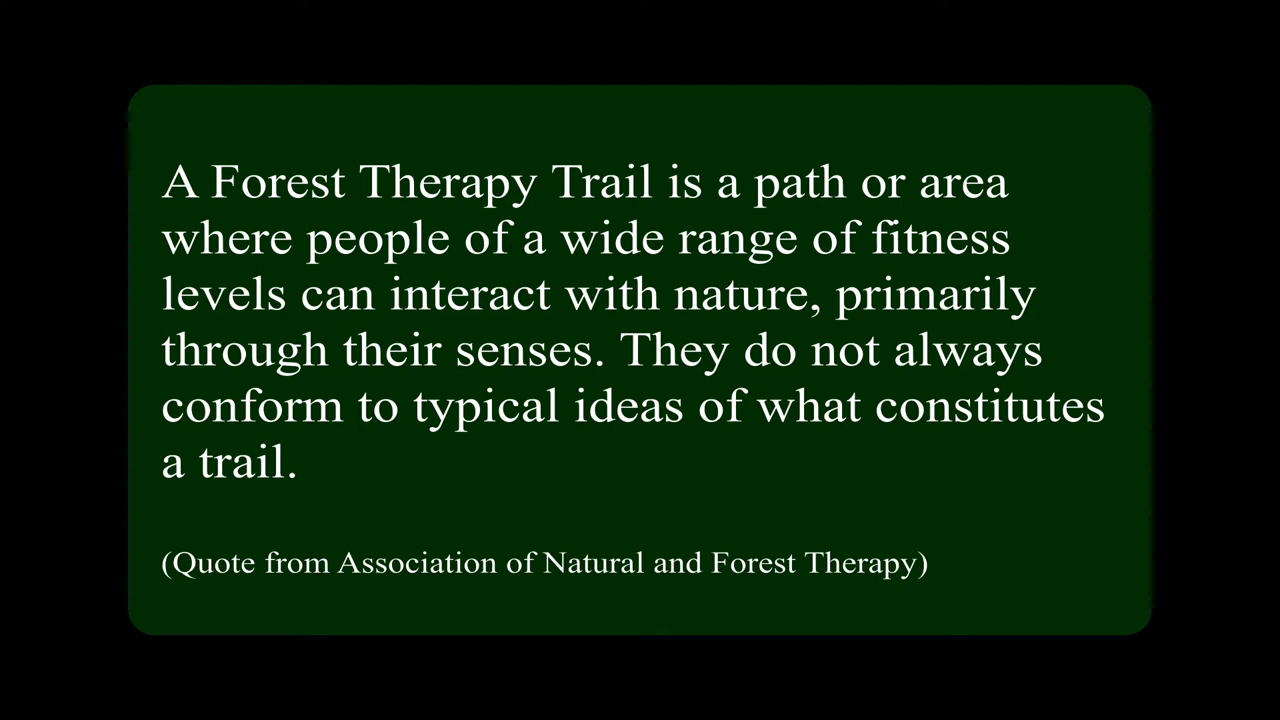 A Forest Therapy Trail is a path or area
where people of a wide range of fitness
levels can interact with nature, primarily
through their senses. They do not always
conform to typical ideas of what constitutes
a trail.
(Quote from Association of Natural and Forest Therapy)